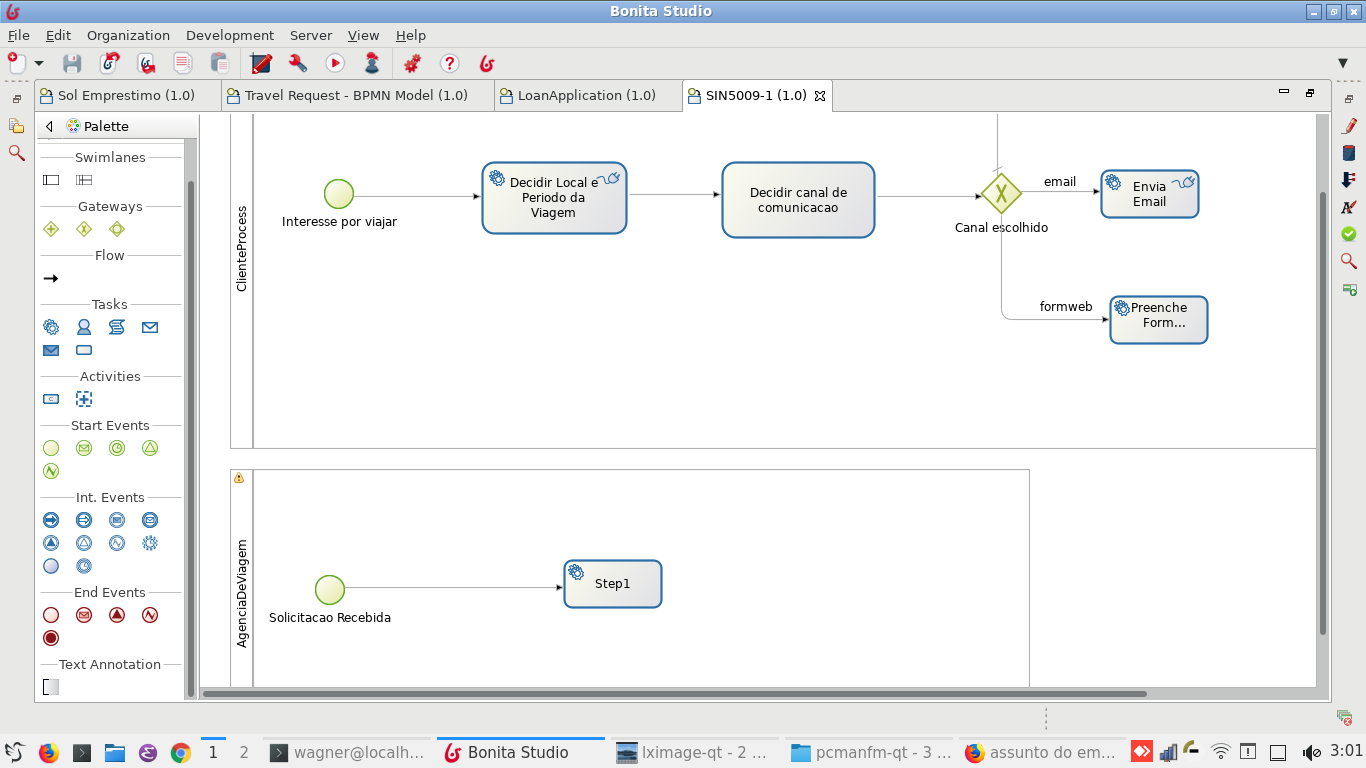 Bonita Studio
File Edit Organization Development Server View Help
Sol Emprestimo (1.0) Travel Request - BPMN Model (1.0) LoanApplication (1.0) SIN5009-1 (1.0)
Palette
Swimlanes
Gateways
Flow
Tasks
Activities
Start Events
Int. Events
End Events
Text Annotation
ClienteProcess
Interesse por viajar
Decidir Local e
Periodo da
Viagem
Decidir canal de
comunicacao
Canal escolhido
email
Envia
Email
formweb
Preenche
Form...
AgenciaDeViagem
Solicitacao Recebida
Step1
1 2 wagner@localh... Bonita Studio lximage-qt - 2 ... pcmanfm-qt - 3 ... assunto do em... 3:01